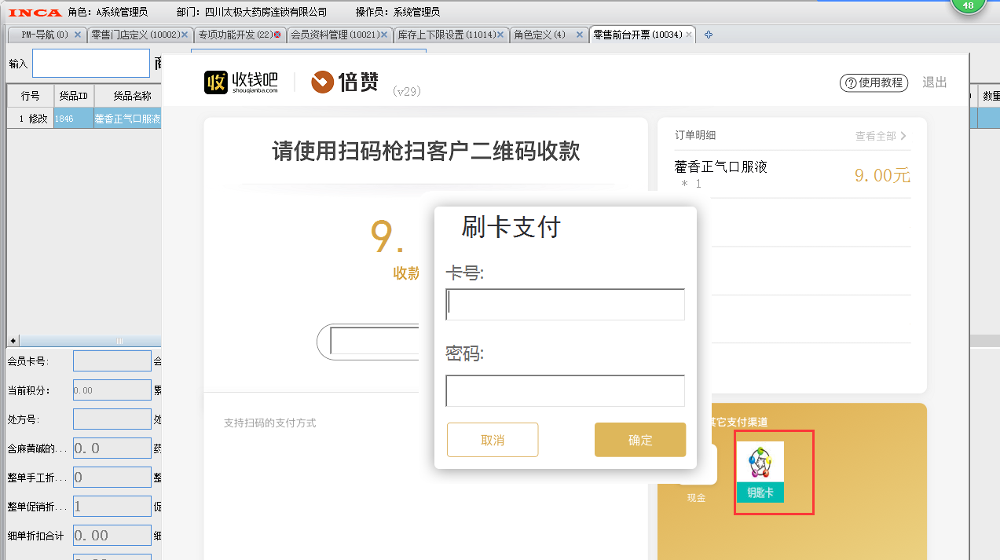 INCA 角色: A系统管理员 部门: 四川太极大药房连锁有限公司 操作员: 系统管理员 48
PM-导航(0) 零售门店定义(10002) 专项功能开发(22) 会员资料管理(10021) 库存上下限设置(11014) 角色定义(4) 零售前台开票(10034)
输入
收 收钱吧 shouqianba.com 倍赞 (v29) 使用教程 退出
行号 货品ID 货品名称 数量
1 修改 1846 藿香正气口服液
请使用扫码枪扫客户二维码收款
订单明细 查看全部
藿香正气口服液 9.00元
* 1
9.
收款
刷卡支付
卡号:
密码:
取消 确定
会员卡号:
当前积分: 0.00
处方号:
含麻黄碱的... 0.0
整单手工折... 0
整单促销折... 1
细单折扣合计 0.00
支持扫码的支付方式
其它支付渠道
现金 钥匙卡